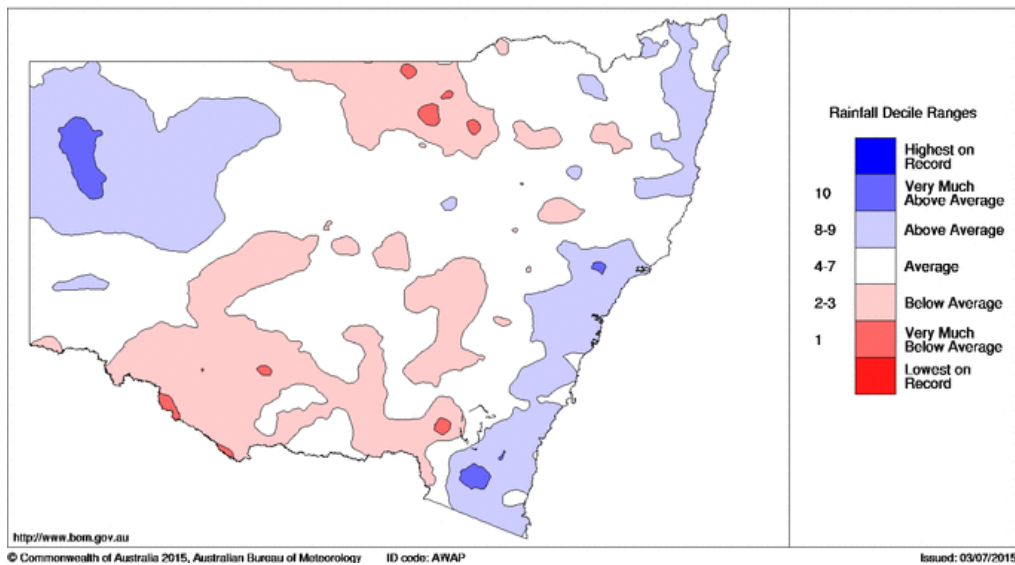 Rainfall Decile Ranges
Highest on
Record
10
Very Much
Above Average
8-9
Above Average
4-7
Average
2-3
Below Average
1
Very Much
Below Average
Lowest on
Record
http://www.bom.gov.au
© Commonwealth of Australia 2015, Australian Bureau of Meteorology ID code: AWAP Issued: 03/07/2015